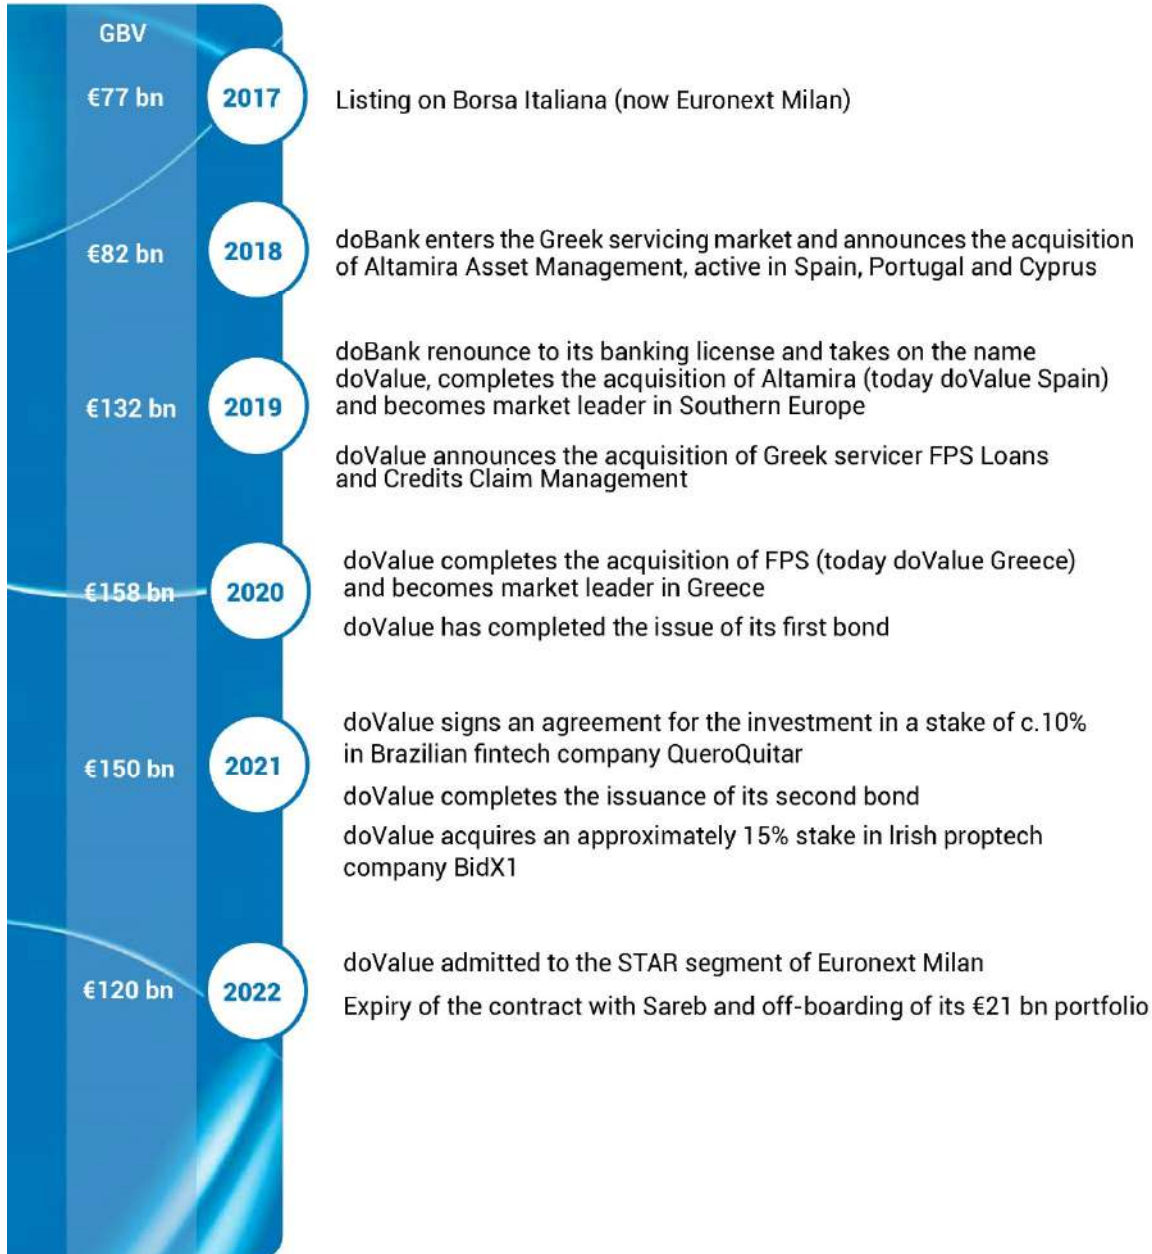 GBV
€77 bn
2017
Listing on Borsa Italiana (now Euronext Milan)
€82 bn
2018
doBank enters the Greek servicing market and announces the acquisition
of Altamira Asset Management, active in Spain, Portugal and Cyprus
€132 bn
2019
doBank renounce to its banking license and takes on the name
doValue, completes the acquisition of Altamira (today doValue Spain)
and becomes market leader in Southern Europe
doValue announces the acquisition of Greek servicer FPS Loans
and Credits Claim Management
€158 bn
2020
doValue completes the acquisition of FPS (today doValue Greece)
and becomes market leader in Greece
doValue has completed the issue of its first bond
€150 bn
2021
doValue signs an agreement for the investment in a stake of c.10%
in Brazilian fintech company QueroQuitar
doValue completes the issuance of its second bond
doValue acquires an approximately 15% stake in Irish proptech
company BidX1
€120 bn
2022
doValue admitted to the STAR segment of Euronext Milan
Expiry of the contract with Sareb and off-boarding of its €21 bn portfolio